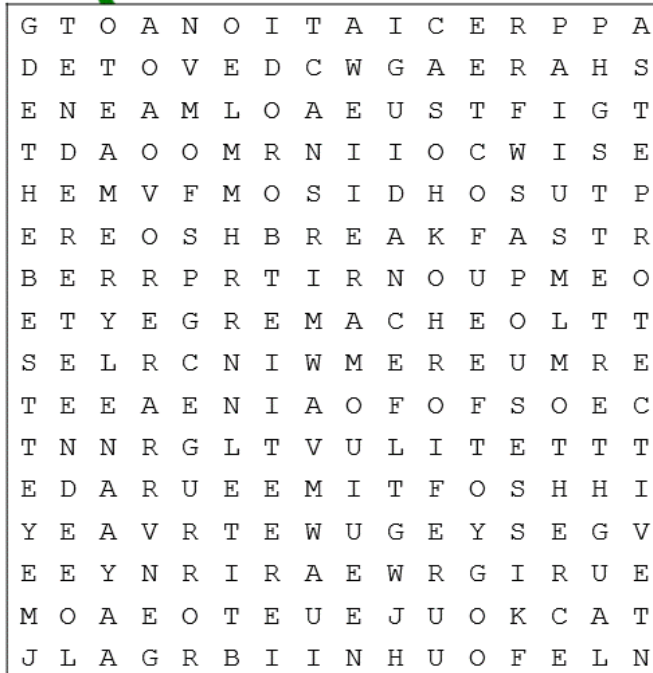 G T O A N O I T A I C E R P P A
D E T O V E D C W G A E R A H S
E N E A M L O A E U S T F I G T
T D A O O M R N I I O C W I S E
H E M V F M O S I D H O S U T P
E R E O S H B R E A K F A S T R
B E R R P R T I R N O U P M E O
E T Y E G R E M A C H E O L T T
S E L R C N I W M E R E U M R E
T E E A E N I A O F O F S O E C
T N N R G L T V U L I T E T T T
E D A R U E E M I T F O S H H I
Y E A V R T E W U G E Y S E G V
E E Y N R I R A E W R G I R U E
M O A E O T E U E J U O K C A T
J L A G R B I I N H U O F E L N